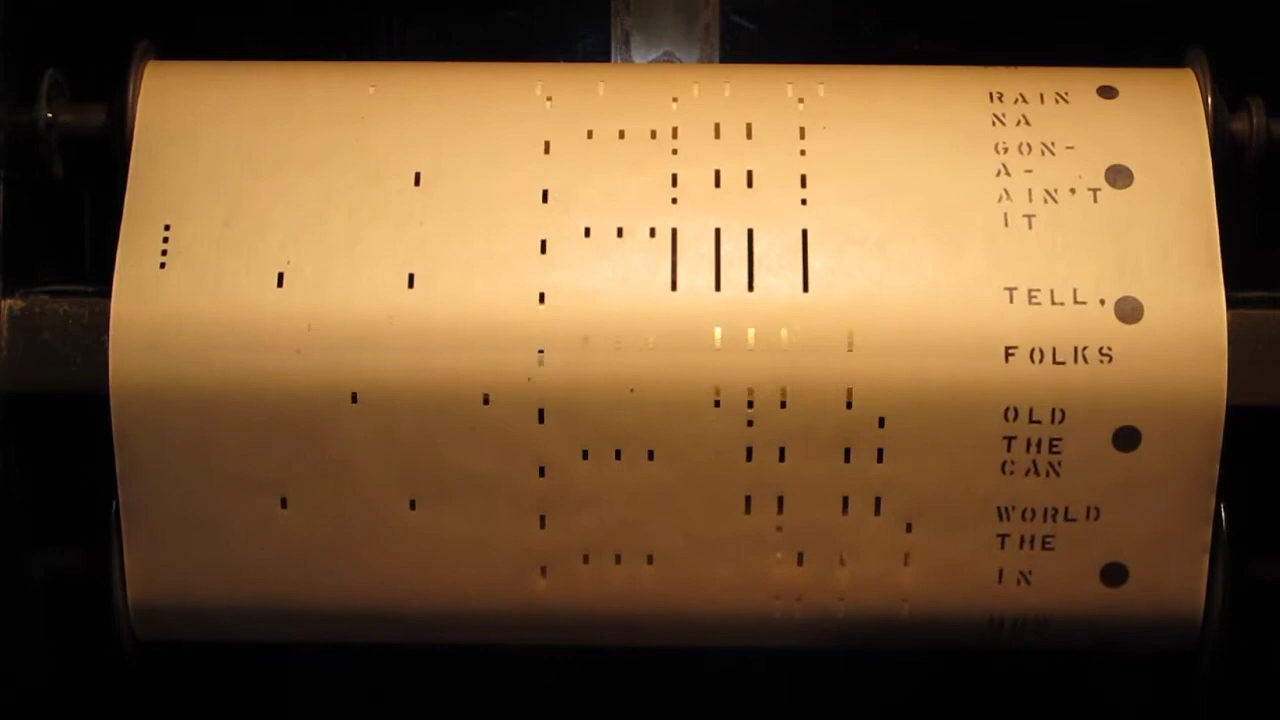 RAIN
NA
GON-
A-
AIN'T
IT
TELL,
FOLKS
OLD
THE
CAN
WORLD
THE
IN